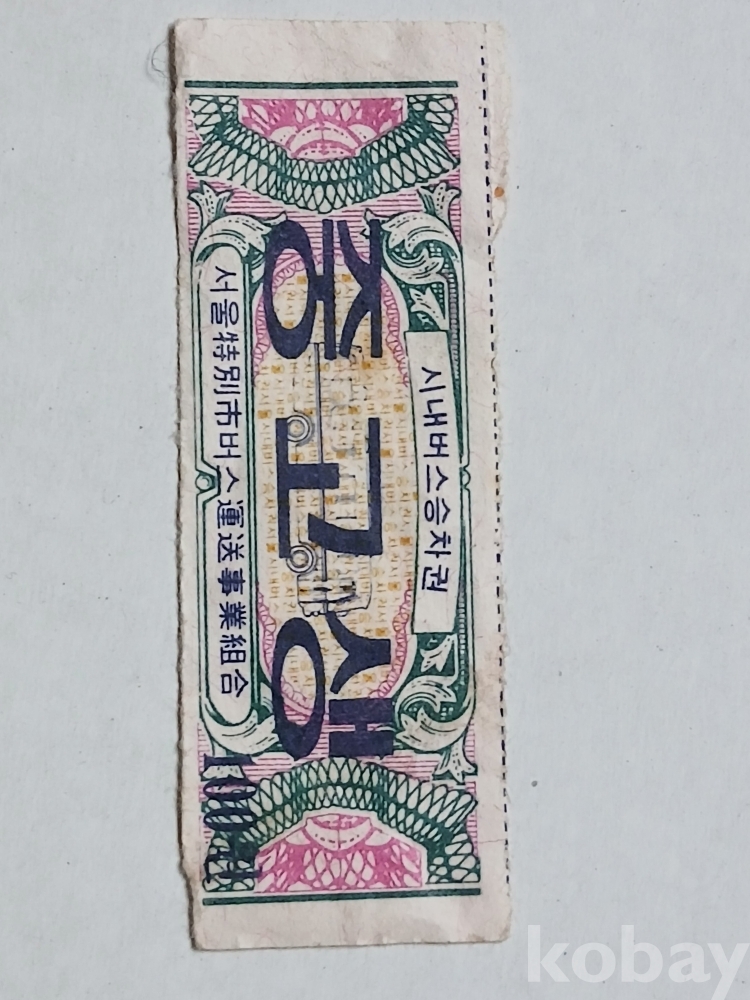 시내버스승차권
중고생
서울特別市버스運送事業組合
100원
kobay